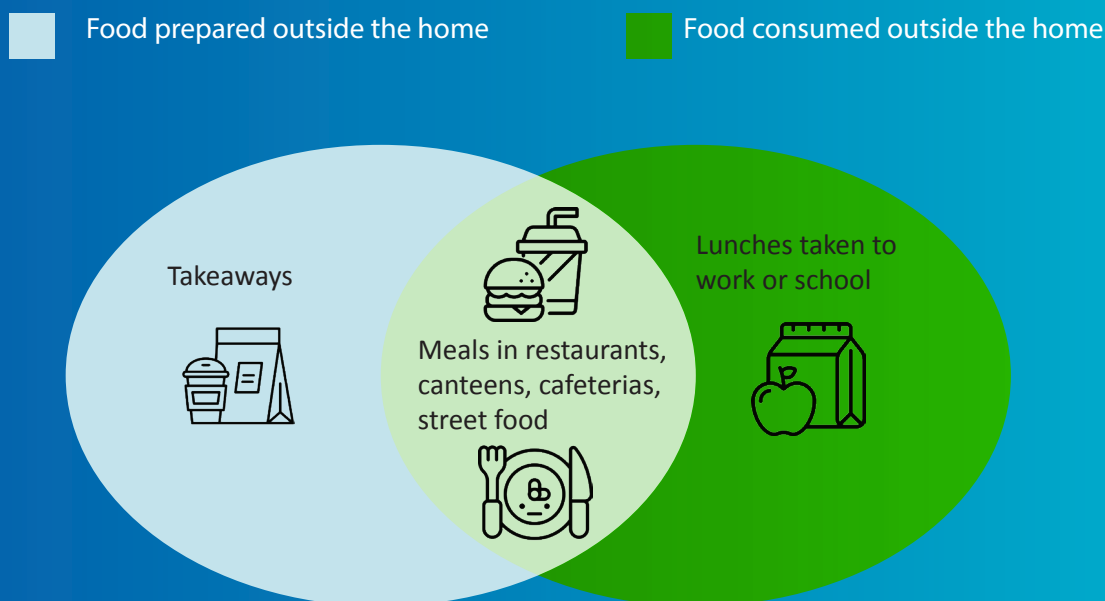 Food prepared outside the home
Food consumed outside the home
Takeaways
Meals in restaurants,
canteens, cafeterias,
street food
Lunches taken to
work or school